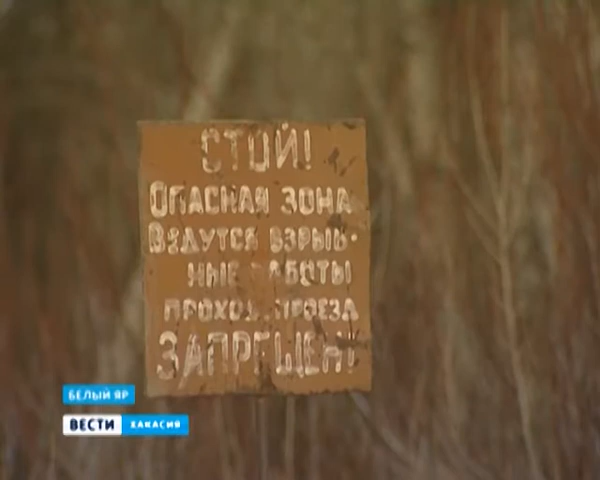 СТОЙ!
ОПАСНАЯ ЗОНА
ВЕДУТСЯ ВЗРЫВ-
НЫЕ РАБОТЫ
ПРОХОД ПРОЕЗД
ЗАПРЕЩЕН!
БЕЛЫЙ ЯР
ВЕСТИ ХАКАСИЯ